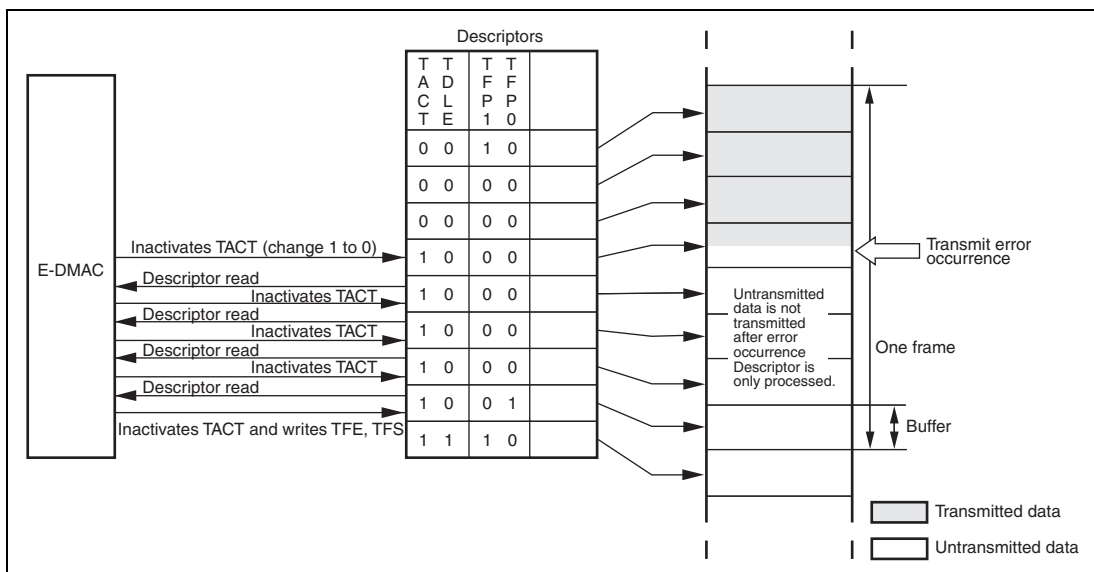 Descriptors
TACT TDLE TFP1 TFP0
0 0 1 0
0 0 0 0
0 0 0 0
1 0 0 0
1 0 0 0
1 0 0 0
1 0 0 0
1 0 0 1
1 1 1 0
E-DMAC
Inactivates TACT (change 1 to 0)
Descriptor read
Inactivates TACT
Descriptor read
Inactivates TACT
Descriptor read
Inactivates TACT
Descriptor read
Inactivates TACT and writes TFE, TFS
Transmit error
occurrence
Untransmitted
data is not
transmitted
after error
occurrence
Descriptor is
only processed.
One frame
Buffer
Transmitted data
Untransmitted data